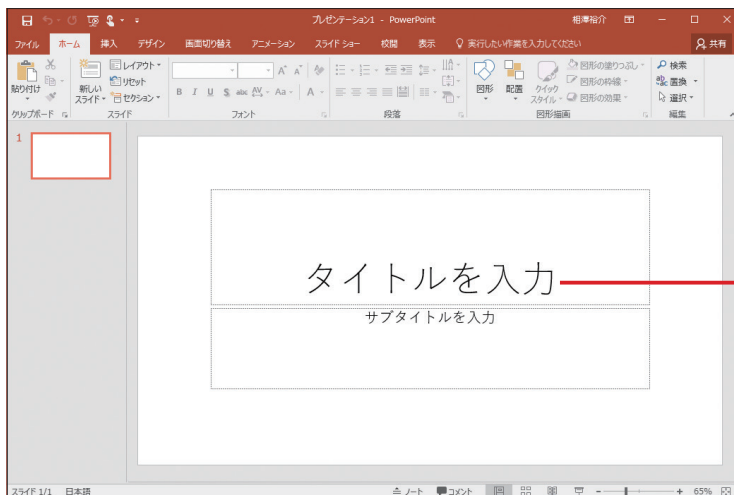 プレゼンテーション1 - PowerPoint
相澤裕介
ファイル ホーム 挿入 デザイン 画面切り替え アニメーション スライド ショー 校閲 表示 実行したい作業を入力してください 共有
貼り付け
新しい
スライド
レイアウト
リセット
セクション
B I U S abc AV Aa A
図形
配置
クイック
スタイル
図形の塗りつぶし
図形の枠線
図形の効果
検索
置換
選択
クリップボード スライド フォント 段落 図形描画 編集
1
タイトルを入力
サブタイトルを入力
スライド 1/1 日本語 ノート コメント 65%